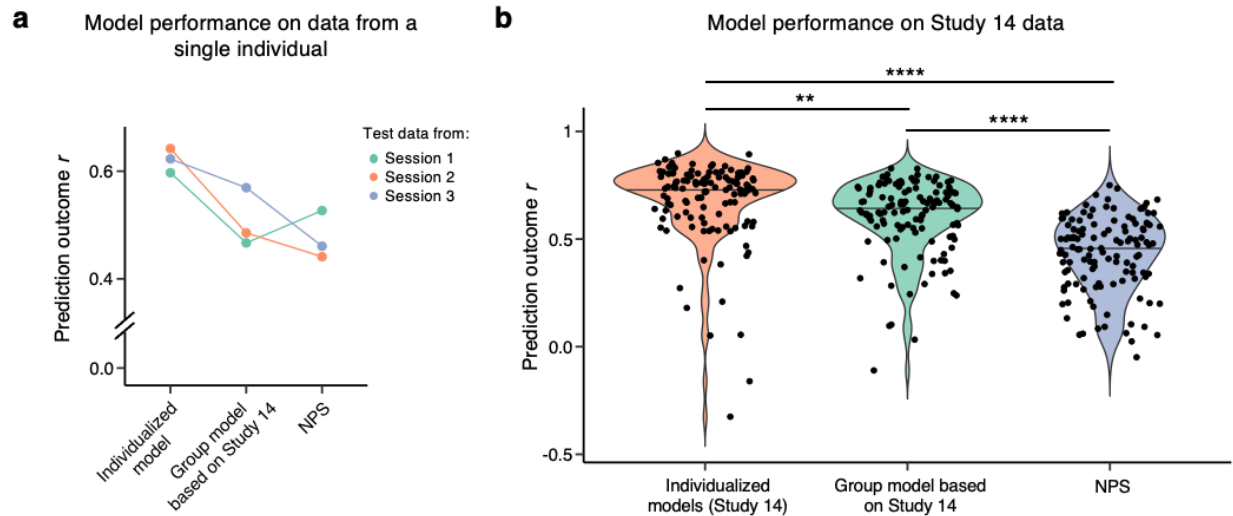 a
Model performance on data from a
single individual
Prediction outcome r
0.6
0.4
0.0
Individualized
model
Group model
based on Study 14
NPS
Test data from:
Session 1
Session 2
Session 3
b
Model performance on Study 14 data
****
**
****
Prediction outcome r
1
0.5
0.0
-0.5
Individualized
models (Study 14)
Group model based
on Study 14
NPS